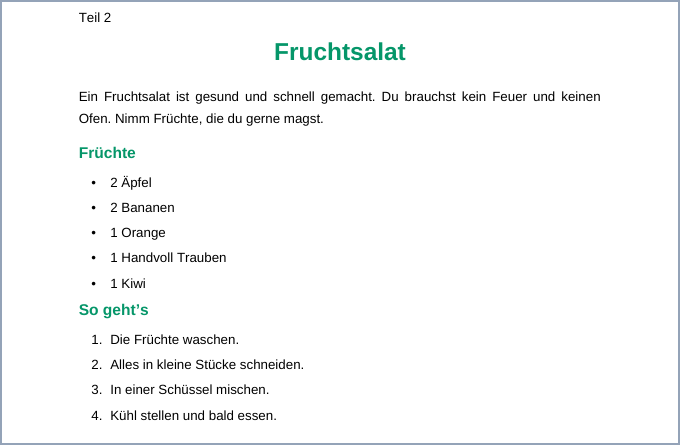 Teil 2
Fruchtsalat
Ein Fruchtsalat ist gesund und schnell gemacht. Du brauchst kein Feuer und keinen
Ofen. Nimm Früchte, die du gerne magst.
Früchte
• 2 Äpfel
• 2 Bananen
• 1 Orange
• 1 Handvoll Trauben
• 1 Kiwi
So geht’s
1. Die Früchte waschen.
2. Alles in kleine Stücke schneiden.
3. In einer Schüssel mischen.
4. Kühl stellen und bald essen.